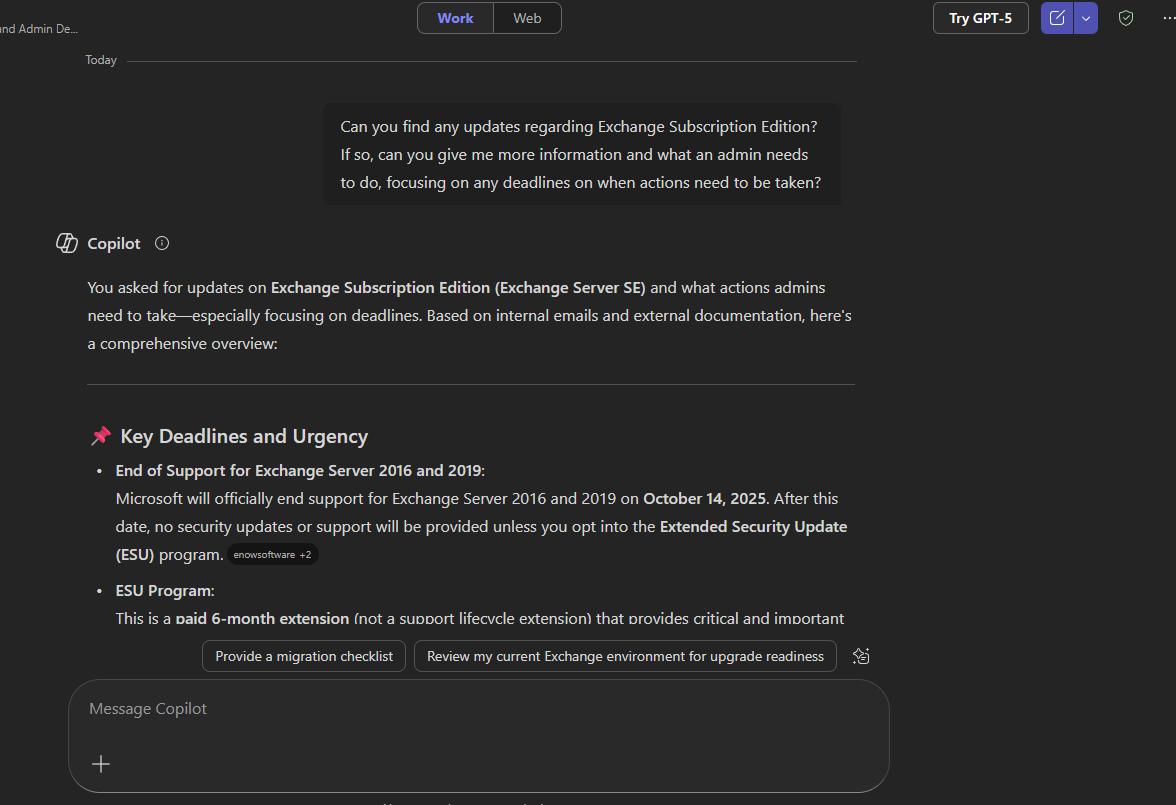 Work Web Try GPT-5
and Admin De...
Today
Can you find any updates regarding Exchange Subscription Edition?
If so, can you give me more information and what an admin needs
to do, focusing on any deadlines on when actions need to be taken?
Copilot
You asked for updates on Exchange Subscription Edition (Exchange Server SE) and what actions admins
need to take—especially focusing on deadlines. Based on internal emails and external documentation, here's
a comprehensive overview:
Key Deadlines and Urgency
• End of Support for Exchange Server 2016 and 2019:
Microsoft will officially end support for Exchange Server 2016 and 2019 on October 14, 2025. After this
date, no security updates or support will be provided unless you opt into the Extended Security Update
(ESU) program. enowsoftware +2
• ESU Program:
This is a paid 6-month extension (not a support lifecycle extension) that provides critical and important
Provide a migration checklist Review my current Exchange environment for upgrade readiness
Message Copilot